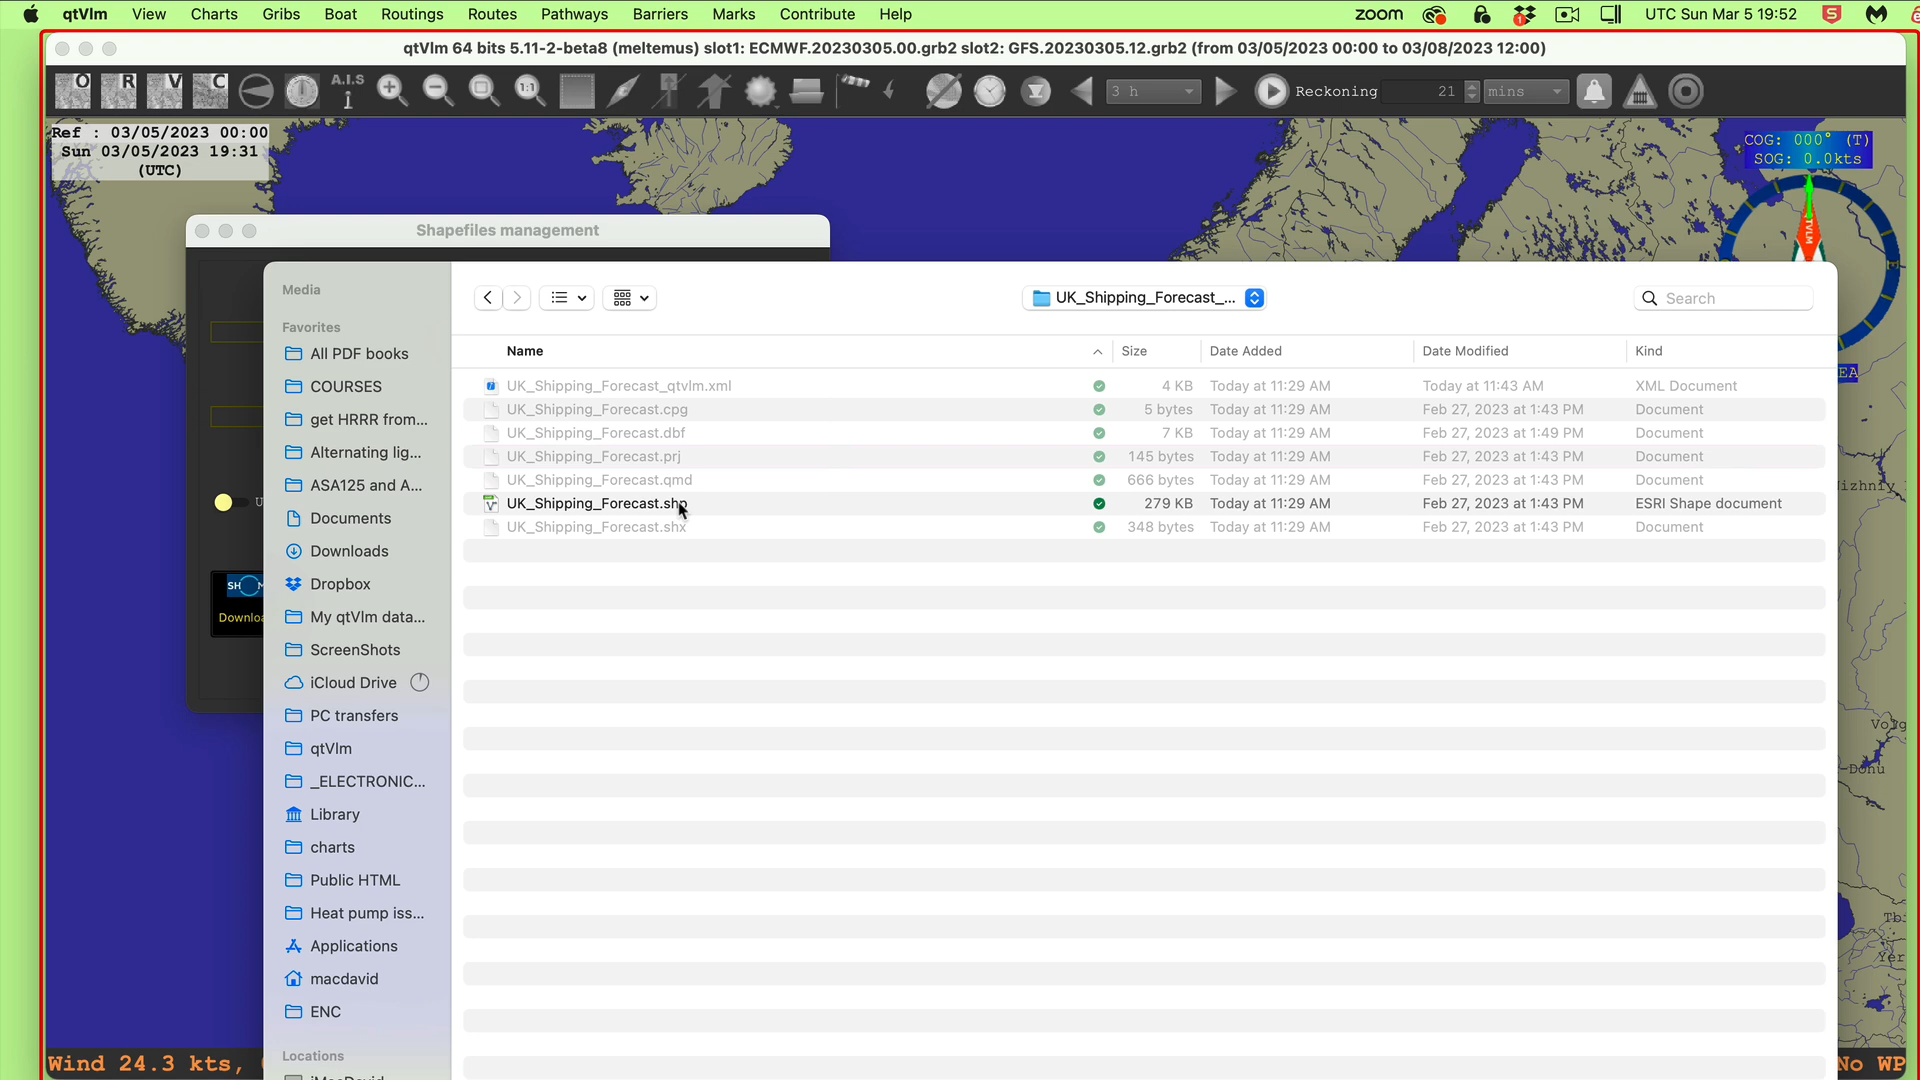 qtVlm View Charts Gribs Boat Routings Routes Pathways Barriers Marks Contribute Help zoom 1 UTC Sun Mar 5 19:52 S
qtVlm 64 bits 5.11-2-beta8 (meltemus) slot1: ECMWF.20230305.00.grb2 slot2: GFS.20230305.12.grb2 (from 03/05/2023 00:00 to 03/08/2023 12:00)
O R V C A.I.S 1:1 3 h Reckoning 21 mins
Ref : 03/05/2023 00:00
Sun 03/05/2023 19:31
(UTC)
COG: 000° (T)
SOG: 0.0kts
Shapefiles management
Media
UK_Shipping_Forecast_... Search
Favorites
Name Size Date Added Date Modified Kind
All PDF books
COURSES
get HRRR from...
Alternating lig...
ASA125 and A...
Documents
Downloads
Dropbox
My qtVlm data...
ScreenShots
iCloud Drive
PC transfers
qtVlm
_ELECTRONIC...
Library
charts
Public HTML
Heat pump iss...
Applications
macdavid
ENC
Locations
UK_Shipping_Forecast_qtvlm.xml 4 KB Today at 11:29 AM Today at 11:43 AM XML Document
UK_Shipping_Forecast.cpg 5 bytes Today at 11:29 AM Feb 27, 2023 at 1:43 PM Document
UK_Shipping_Forecast.dbf 7 KB Today at 11:29 AM Feb 27, 2023 at 1:49 PM Document
UK_Shipping_Forecast.prj 145 bytes Today at 11:29 AM Feb 27, 2023 at 1:43 PM Document
UK_Shipping_Forecast.qmd 666 bytes Today at 11:29 AM Feb 27, 2023 at 1:43 PM Document
UK_Shipping_Forecast.shp 279 KB Today at 11:29 AM Feb 27, 2023 at 1:43 PM ESRI Shape document
UK_Shipping_Forecast.shx 348 bytes Today at 11:29 AM Feb 27, 2023 at 1:43 PM Document
EA
izhniy
Volg
-Donu
Tbi
Yer
U
SH M
Downloa
Wind 24.3 kts,
No WP